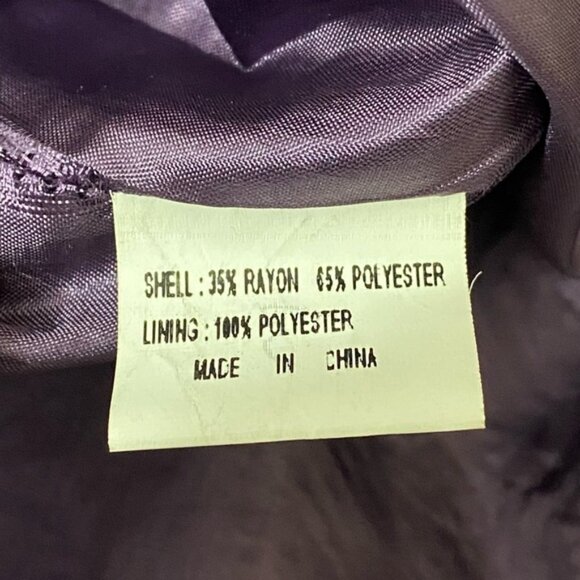 SHELL : 35% RAYON 65% POLYESTER
LINING : 100% POLYESTER
MADE IN CHINA